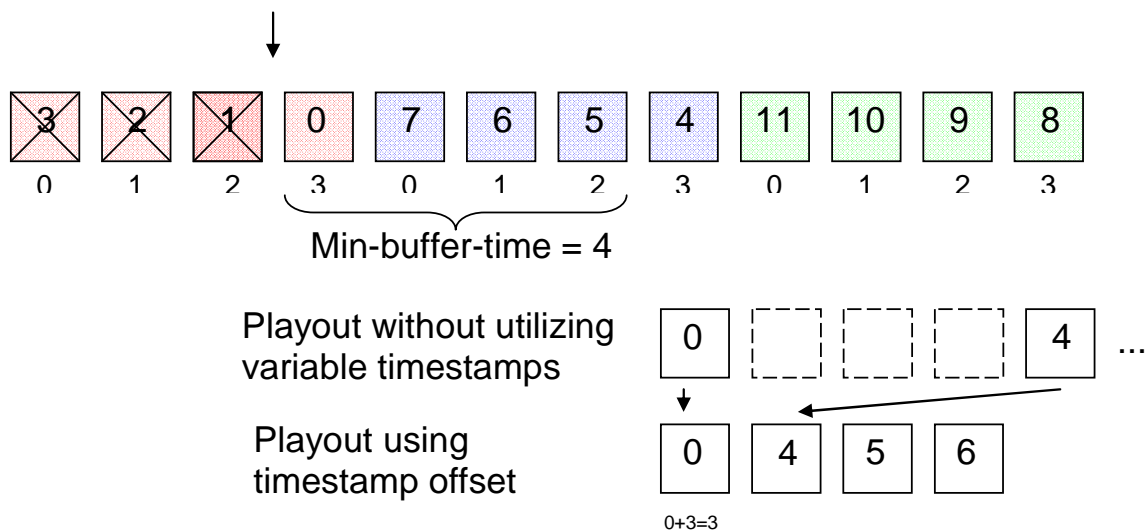 3 2 1 0 7 6 5 4 11 10 9 8
0 1 2 3 0 1 2 3 0 1 2 3
Min-buffer-time = 4
Playout without utilizing
variable timestamps
0 4 ...
Playout using
timestamp offset
0 4 5 6
0+3=3